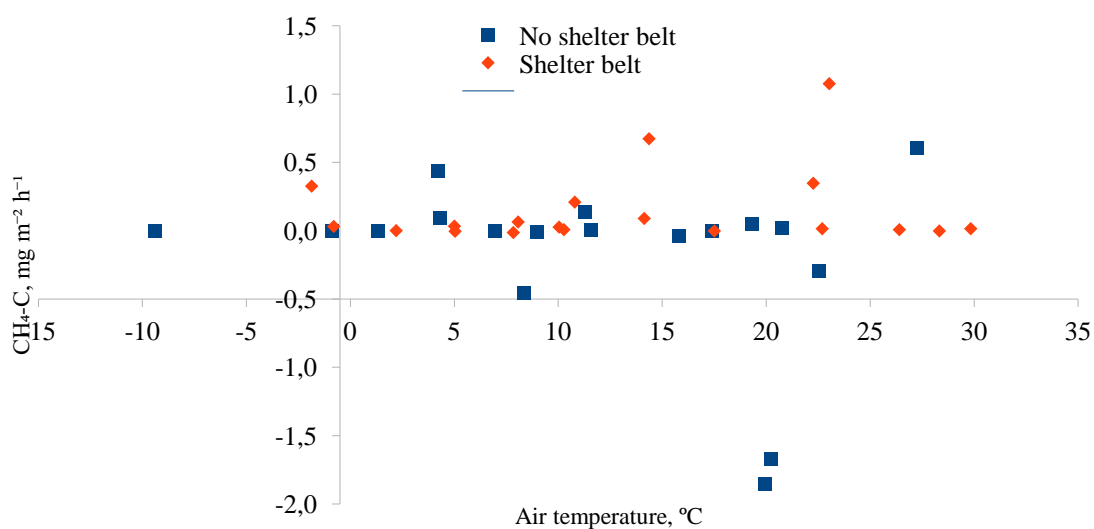 1,5
No shelter belt
Shelter belt
1,0
0,5
0,0
-0,5
-15 -10 -5 0 5 10 15 20 25 30 35
-1,0
-1,5
-2,0
CH₄-C, mg m⁻² h⁻¹
Air temperature, ºC